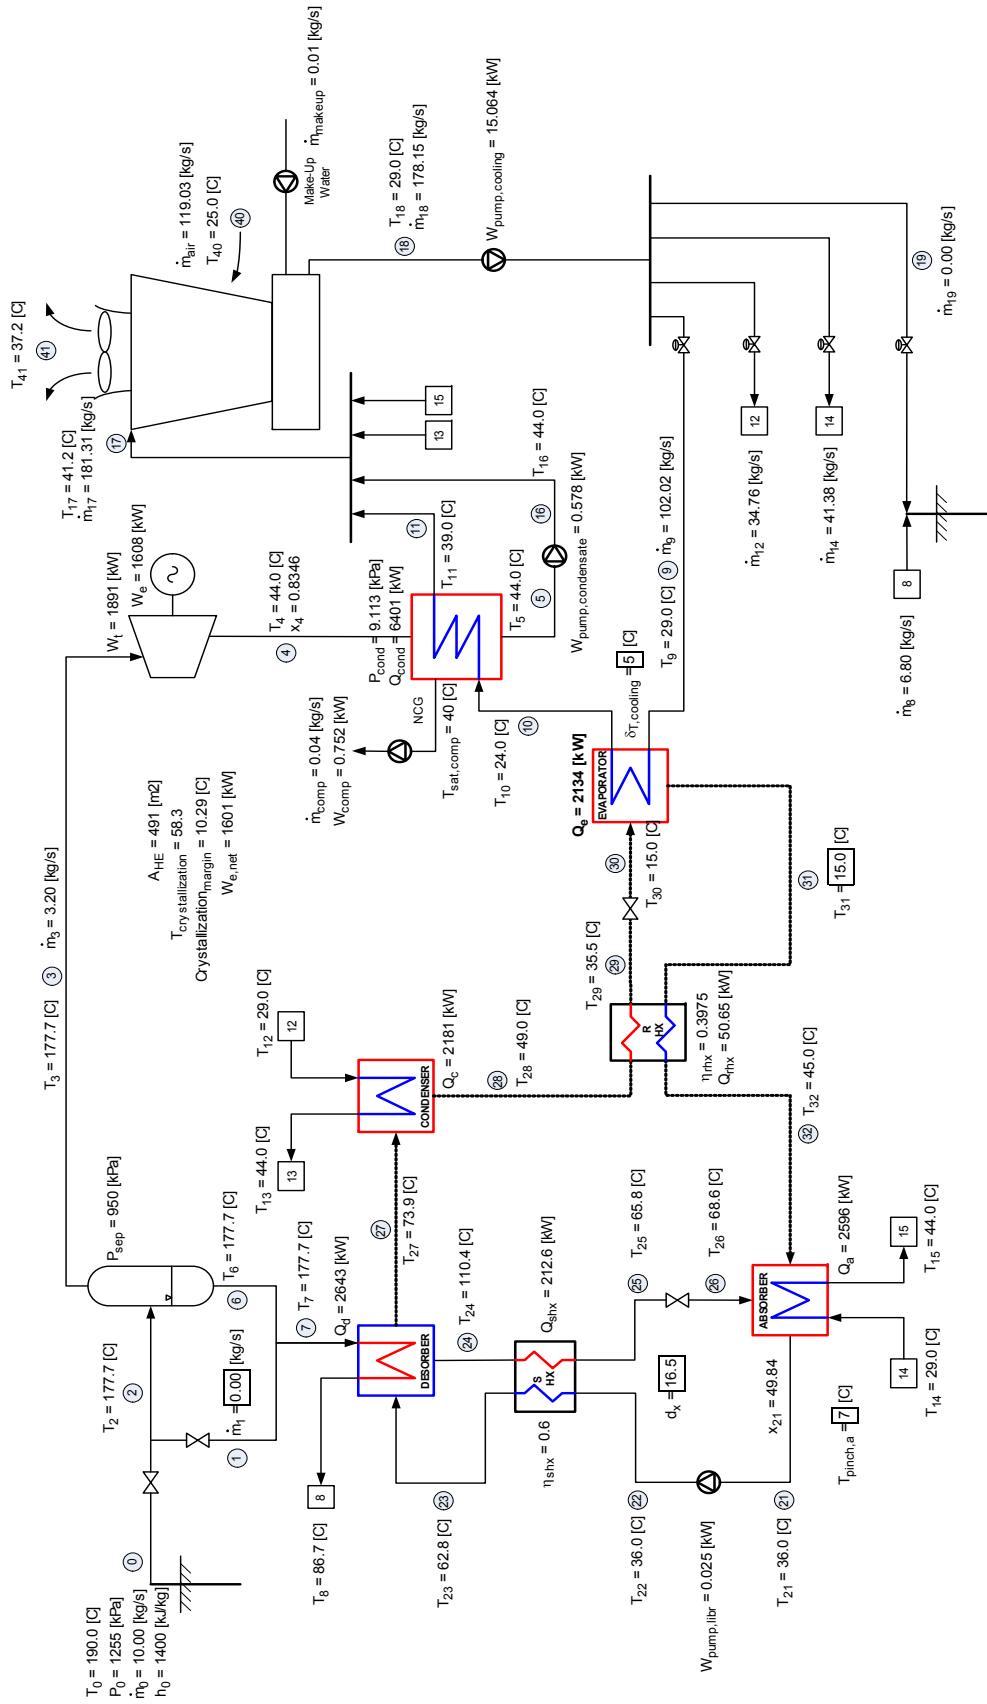 T0 = 190.0 [C]
P0 = 1255 [kPa]
ṁ0 = 10.00 [kg/s]
h0 = 1400 [kJ/kg]
0
T2 = 177.7 [C]
2
1
ṁ1 = 0.00 [kg/s]
Psep = 950 [kPa]
T6 = 177.7 [C]
6
7
T7 = 177.7 [C]
T3 = 177.7 [C]
3
ṁ3 = 3.20 [kg/s]
AHE = 491 [m2]
Tcrystallization = 58.3
Crystallizationmargin = 10.29 [C]
We,net = 1601 [kW]
Wt = 1891 [kW]
We = 1608 [kW]
T4 = 44.0 [C]
x4 = 0.8346
4
ṁcomp = 0.04 [kg/s]
Wcomp = 0.752 [kW]
NCG
Tsat,comp = 40 [C]
Pcond = 9.113 [kPa]
Qcond = 6401 [kW]
T10 = 24.0 [C]
10
11
T11 = 39.0 [C]
T5 = 44.0 [C]
5
Wpump,condensate = 0.578 [kW]
16
T16 = 44.0 [C]
13
15
T17 = 41.2 [C]
ṁ17 = 181.31 [kg/s]
17
T41 = 37.2 [C]
41
ṁair = 119.03 [kg/s]
T40 = 25.0 [C]
40
Make-Up
Water
ṁmakeup = 0.01 [kg/s]
T18 = 29.0 [C]
ṁ18 = 178.15 [kg/s]
18
Wpump,cooling = 15.064 [kW]
T9 = 29.0 [C]
9
ṁ9 = 102.02 [kg/s]
12
ṁ12 = 34.76 [kg/s]
14
ṁ14 = 41.38 [kg/s]
19
ṁ19 = 0.00 [kg/s]
8
ṁ8 = 6.80 [kg/s]
Qe = 2134 [kW]
EVAPORATOR
δT,cooling = 5 [C]
30
T30 = 15.0 [C]
31
T31 = 15.0 [C]
T29 = 35.5 [C]
29
R
HX
ηrhx = 0.3975
Qrhx = 50.65 [kW]
T12 = 29.0 [C]
12
T13 = 44.0 [C]
13
CONDENSER
Qc = 2181 [kW]
28
T28 = 49.0 [C]
27
T27 = 73.9 [C]
Qd = 2643 [kW]
DESORBER
8
T8 = 86.7 [C]
T24 = 110.4 [C]
24
23
T23 = 62.8 [C]
S
HX
ηshx = 0.6
Qshx = 212.6 [kW]
22
T22 = 36.0 [C]
Wpump,libr = 0.025 [kW]
21
T21 = 36.0 [C]
x21 = 49.84
dx = 16.5
Tpinch,a = 7 [C]
T25 = 65.8 [C]
25
T26 = 68.6 [C]
26
32
T32 = 45.0 [C]
ABSORBER
Qa = 2596 [kW]
15
T15 = 44.0 [C]
14
T14 = 29.0 [C]